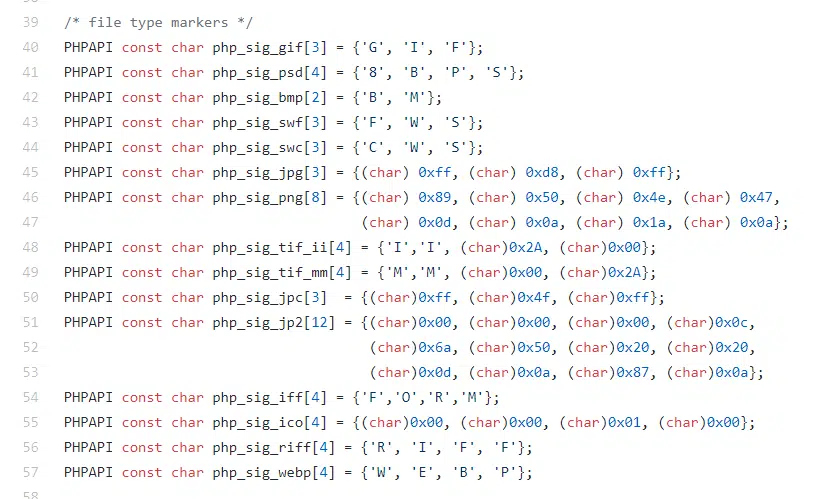 39 /* file type markers */
40 PHPAPI const char php_sig_gif[3] = {'G', 'I', 'F'};
41 PHPAPI const char php_sig_psd[4] = {'8', 'B', 'P', 'S'};
42 PHPAPI const char php_sig_bmp[2] = {'B', 'M'};
43 PHPAPI const char php_sig_swf[3] = {'F', 'W', 'S'};
44 PHPAPI const char php_sig_swc[3] = {'C', 'W', 'S'};
45 PHPAPI const char php_sig_jpg[3] = {(char) 0xff, (char) 0xd8, (char) 0xff};
46 PHPAPI const char php_sig_png[8] = {(char) 0x89, (char) 0x50, (char) 0x4e, (char) 0x47,
47 (char) 0x0d, (char) 0x0a, (char) 0x1a, (char) 0x0a};
48 PHPAPI const char php_sig_tif_ii[4] = {'I','I', (char)0x2A, (char)0x00};
49 PHPAPI const char php_sig_tif_mm[4] = {'M','M', (char)0x00, (char)0x2A};
50 PHPAPI const char php_sig_jpc[3]  = {(char)0xff, (char)0x4f, (char)0xff};
51 PHPAPI const char php_sig_jp2[12] = {(char)0x00, (char)0x00, (char)0x00, (char)0x0c,
52 (char)0x6a, (char)0x50, (char)0x20, (char)0x20,
53 (char)0x0d, (char)0x0a, (char)0x87, (char)0x0a};
54 PHPAPI const char php_sig_iff[4] = {'F','O','R','M'};
55 PHPAPI const char php_sig_ico[4] = {(char)0x00, (char)0x00, (char)0x01, (char)0x00};
56 PHPAPI const char php_sig_riff[4] = {'R', 'I', 'F', 'F'};
57 PHPAPI const char php_sig_webp[4] = {'W', 'E', 'B', 'P'};
58